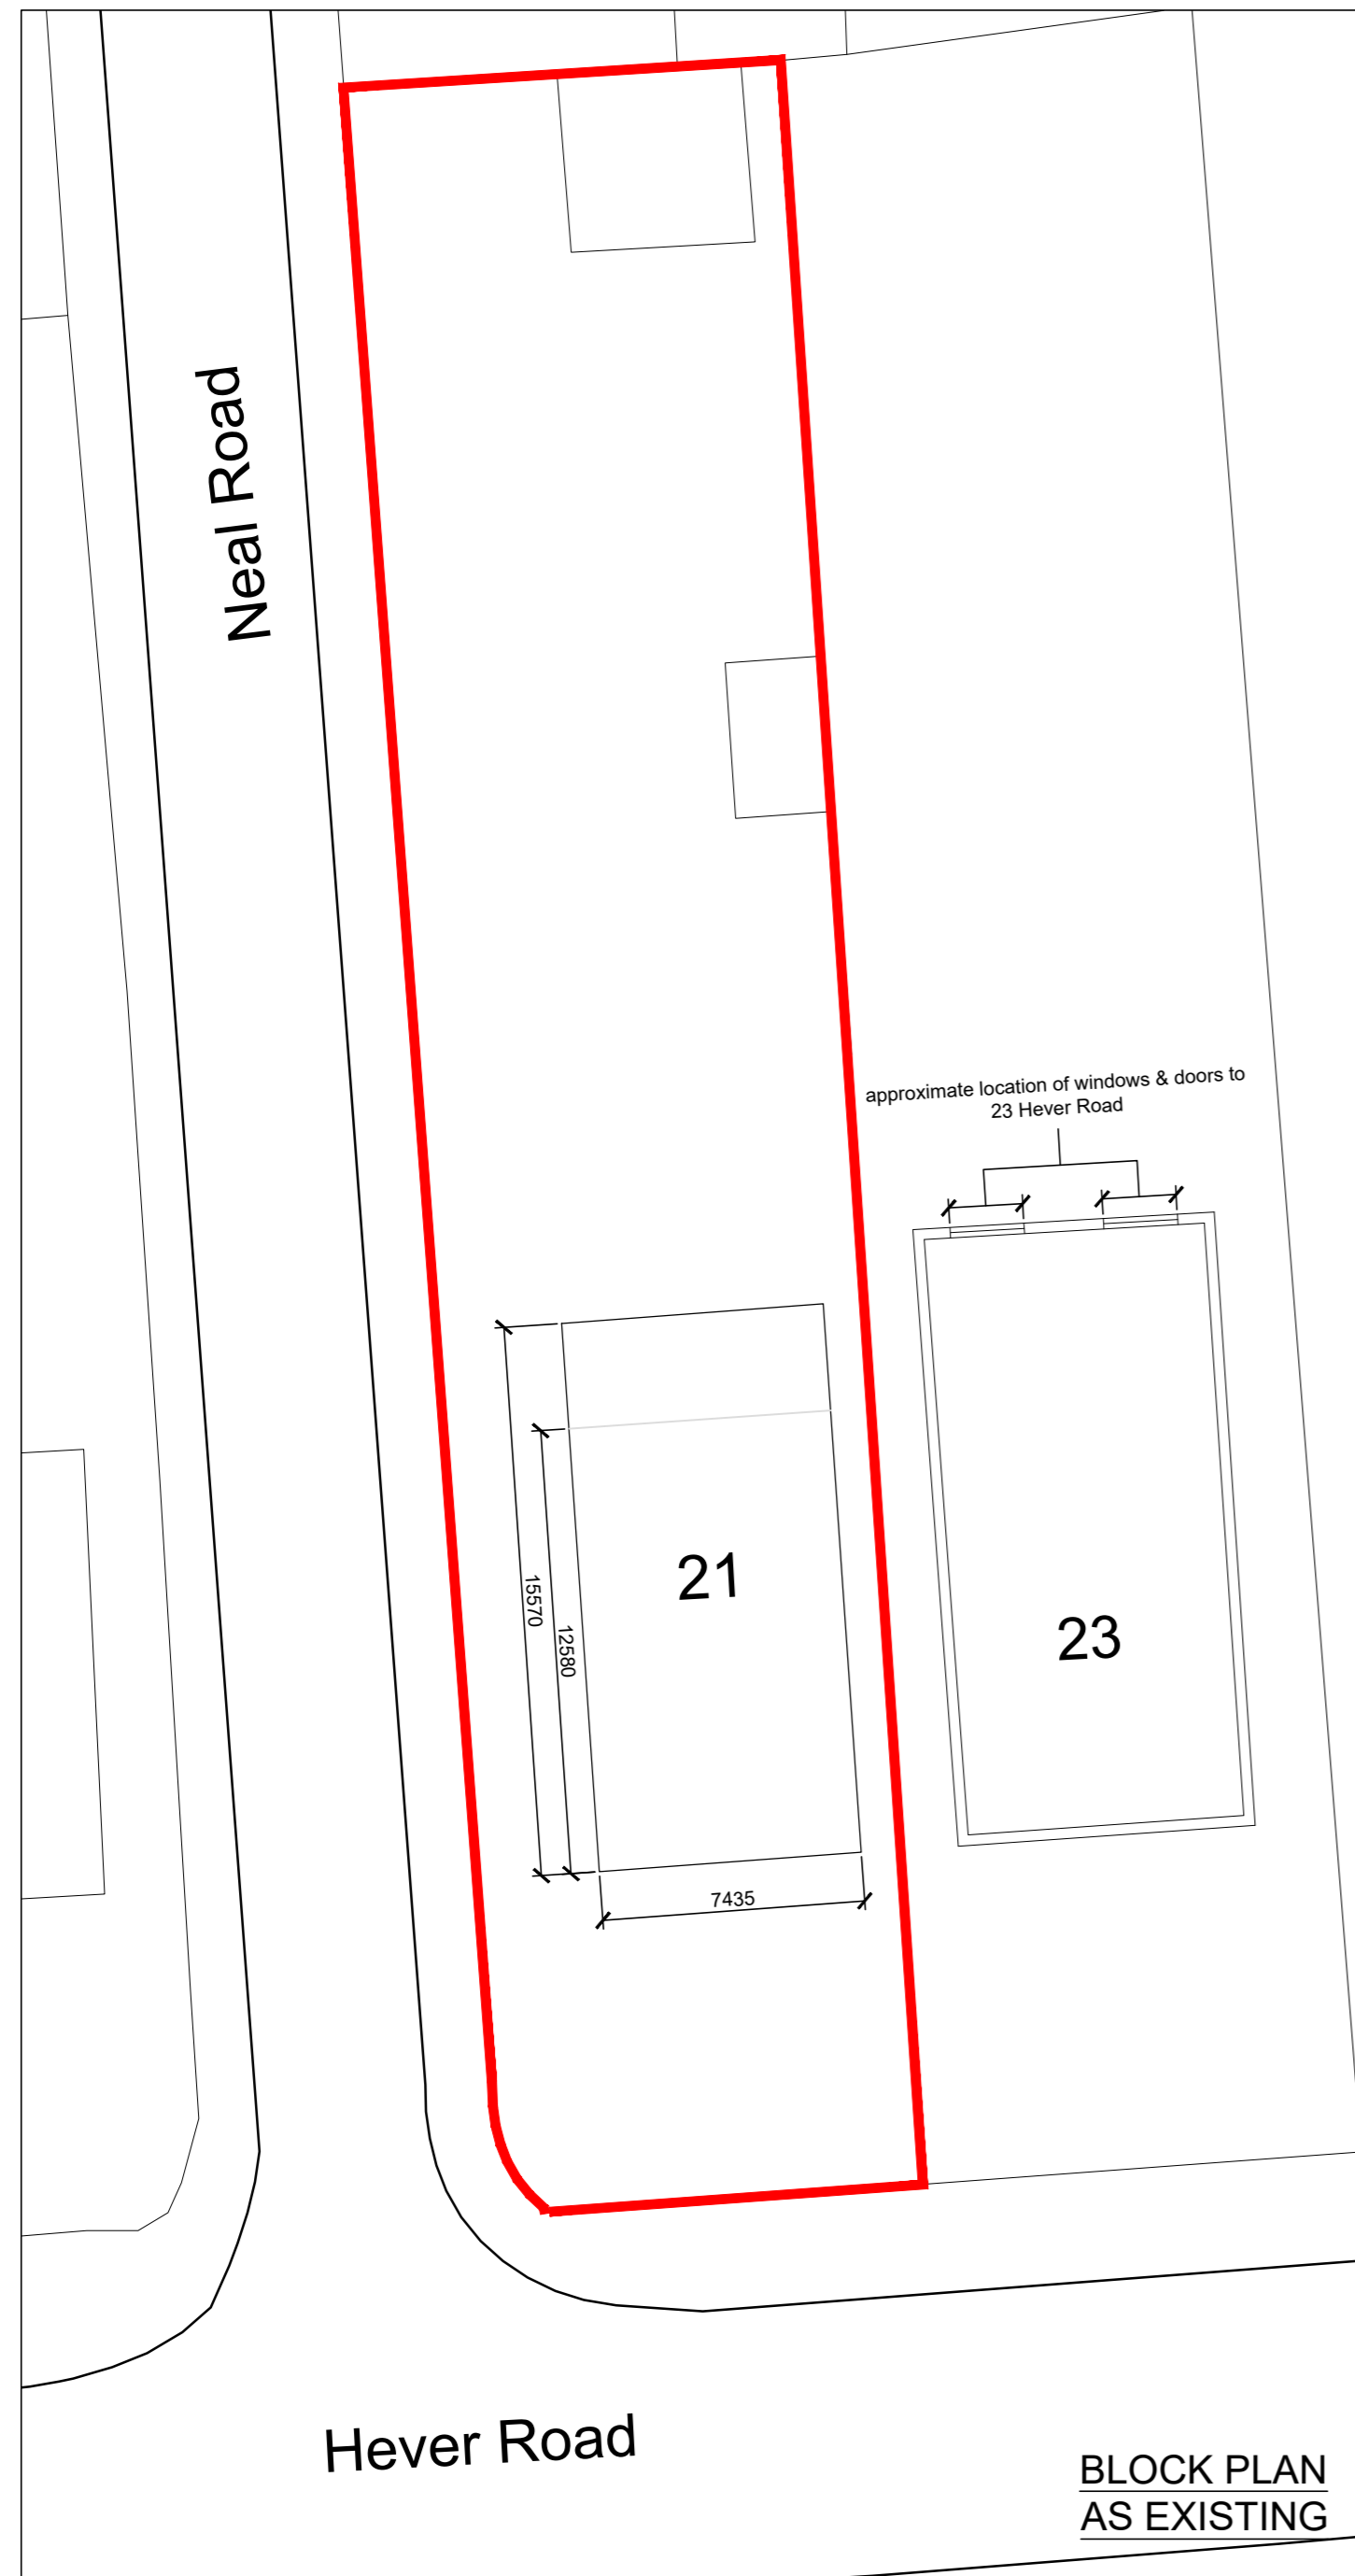 Neal Road
approximate location of windows & doors to
23 Hever Road
21
15570
12580
23
7435
Hever Road
BLOCK PLAN
AS EXISTING